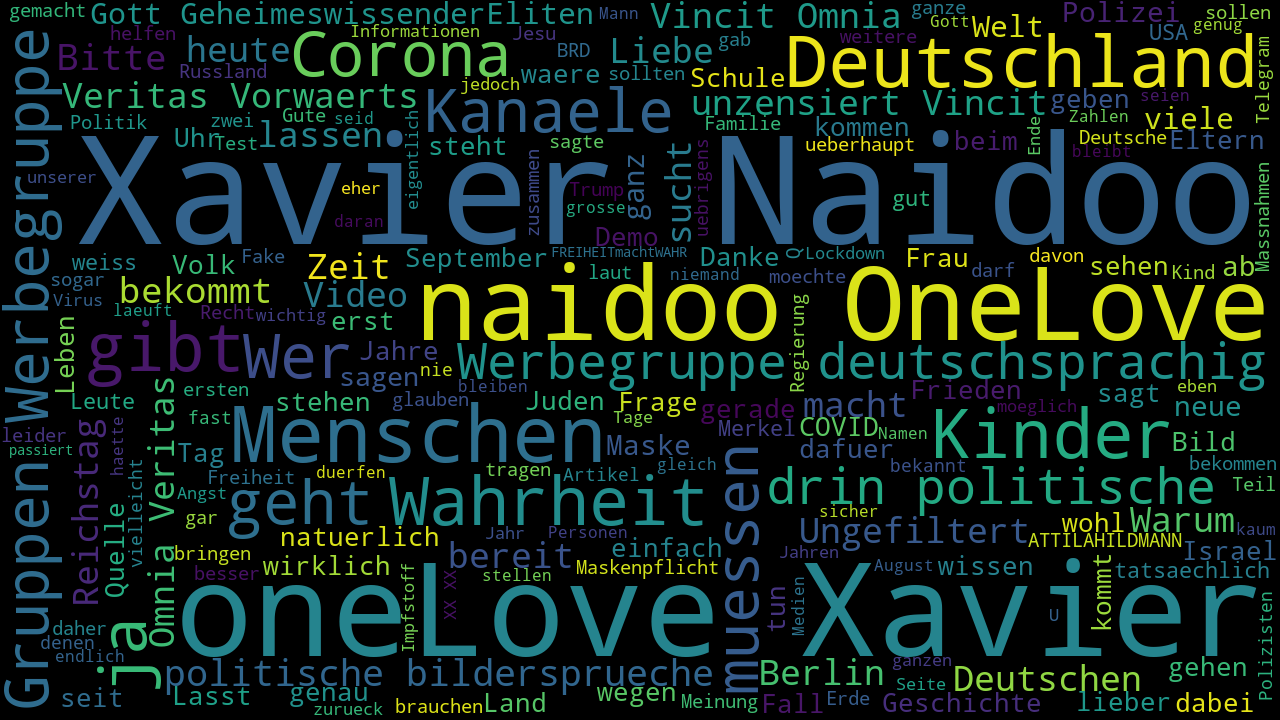 gemacht Gott GeheimeswissenderEliten Mann Vincit Omnia ganze Gott Welt Polizei sollen
helfen Informationen Jesu weitere USA genug
Bitte heute Corona BRD Liebe gab
Russland waere sollten Schule Deutschland Telegram
jedoch
Veritas Vorwaerts Kanaele unzensiert Vincit geben seien
Politik zwei Gute seid Familie kommen Zahlen viele
Uhr Test lassen steht sagte ueberhaupt beim Ende Deutsche Eltern
bleibt
Xavier Naidoo
unserer eher eigentlich zusammen Trump ganz sucht uebrigens gut
daran grosse Demo
Massnahmen
weiss Volk Fake Zeit September FREIHEITmachtWAHR Danke Q Lockdown Frau davon sehen Kind ab
sogar laut niemand moechte darf
Virus bekommt Video
laeuft Recht wichtig erst naidoo OneLove
gibt wer Jahre nie Werbegruppe deutschsprachig
Leben sagen bleiben Regierung
ersten stehen glauben Juden Frage gerade macht Frieden sagt eben
Leute fast Tage moeglich neue
leider Menschen Maske Merkel COVID Namen Kinder Bild
passiert haette Tag dafuer
Freiheit duerfen tragen Artikel gleich bekannt bekommen
Reichstag Omnia Veritas Angst geht Wahrheit muessen drin politische Teil
Quelle vielleicht gar sicher
natuerlich Jahr Personen Ungefiltert wohl Warum kaum
bringen bereit einfach Jahren ATTILAHILDMANN Israel
besser wirklich stellen Maskenpflicht August wissen tatsaechlich
Gruppen Werbegruppe
ja oneLove Impfstoff XX XX tun Medien Xavier U kommt Polizisten
daher
denen
endlich politische bildersprueche Berlin ganzen Deutschen gehen
Seite
seit Lasst genau zurueck brauchen Land wegen Meinung Fall Erde Geschichte lieber dabei